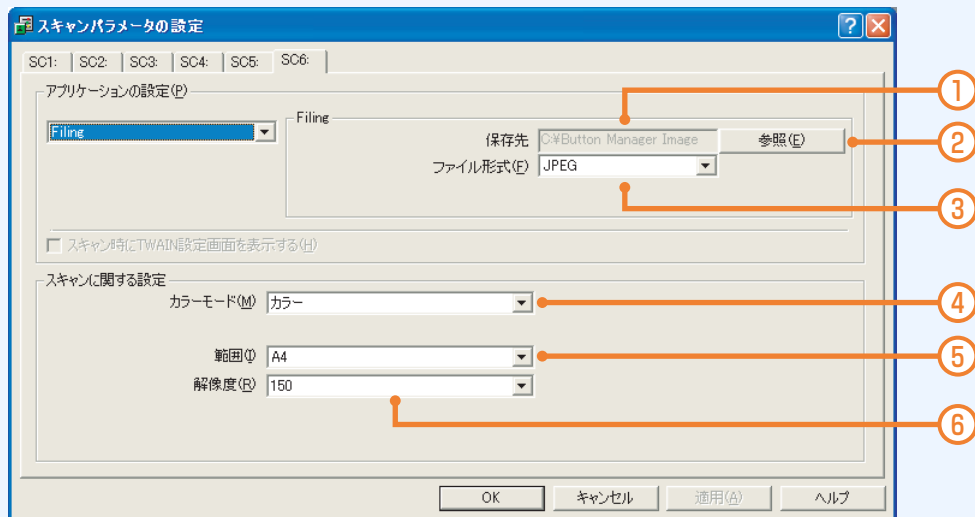 スキャンパラメータの設定
SC1: SC2: SC3: SC4: SC5: SC6:
アプリケーションの設定(P)
Filing
Filing
保存先 C:¥Button Manager Image 参照(E)
ファイル形式(F) JPEG
スキャン時にTWAIN設定画面を表示する(H)
スキャンに関する設定
カラーモード(M) カラー
範囲(I) A4
解像度(R) 150
OK キャンセル 適用(A) ヘルプ
①
②
③
④
⑤
⑥